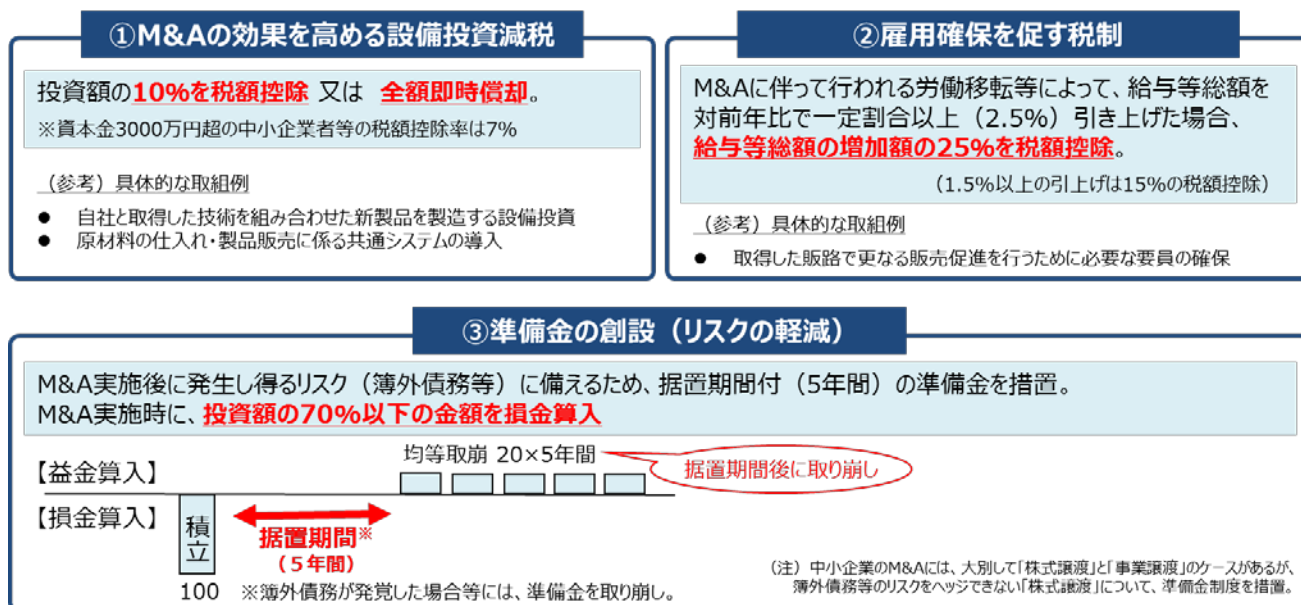 ①M&Aの効果を高める設備投資減税
投資額の10%を税額控除 又は 全額即時償却。
※資本金3000万円超の中小企業者等の税額控除率は7%
（参考）具体的な取組例
● 自社と取得した技術を組み合わせた新製品を製造する設備投資
● 原材料の仕入れ・製品販売に係る共通システムの導入
②雇用確保を促す税制
M&Aに伴って行われる労働移転等によって、給与等総額を
対前年比で一定割合以上（2.5%）引き上げた場合、
給与等総額の増加額の25%を税額控除。
（1.5%以上の引上げは15%の税額控除）
（参考）具体的な取組例
● 取得した販路で更なる販売促進を行うために必要な要員の確保
③準備金の創設（リスクの軽減）
M&A実施後に発生し得るリスク（簿外債務等）に備えるため、据置期間付（5年間）の準備金を措置。
M&A実施時に、投資額の70%以下の金額を損金算入
均等取崩 20×5年間
据置期間後に取り崩し
【益金算入】
【損金算入】
積立
据置期間※
（5年間）
100 ※簿外債務が発覚した場合等には、準備金を取り崩し。
（注）中小企業のM&Aには、大別して「株式譲渡」と「事業譲渡」のケースがあるが、
簿外債務等のリスクをヘッジできない「株式譲渡」について、準備金制度を措置。